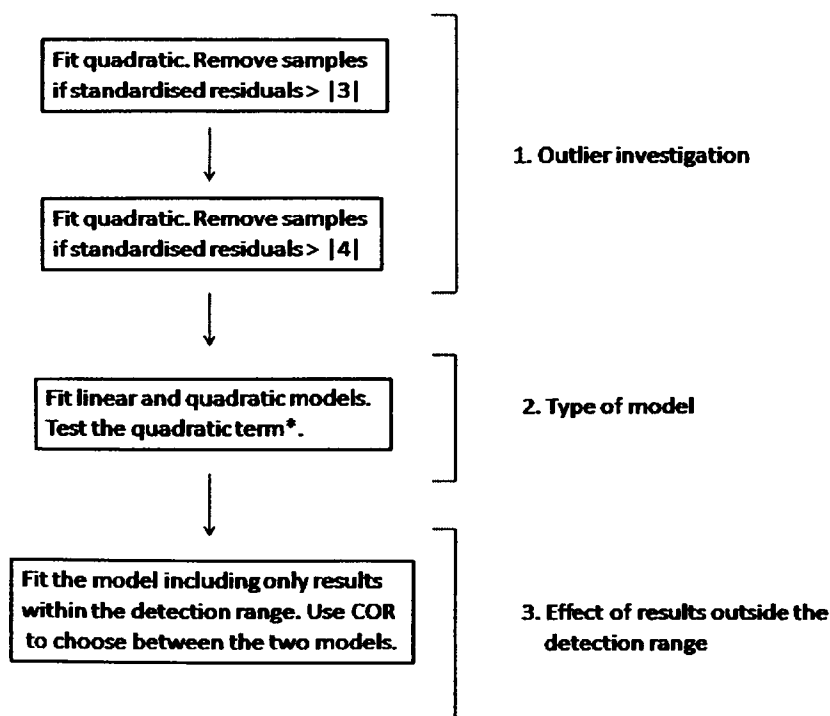 Fit quadratic. Remove samples
if standardised residuals > |3|
1. Outlier investigation
Fit quadratic. Remove samples
if standardised residuals > |4|
Fit linear and quadratic models.
Test the quadratic term*.
2. Type of model
Fit the model including only results
within the detection range. Use COR
to choose between the two models.
3. Effect of results outside the
detection range